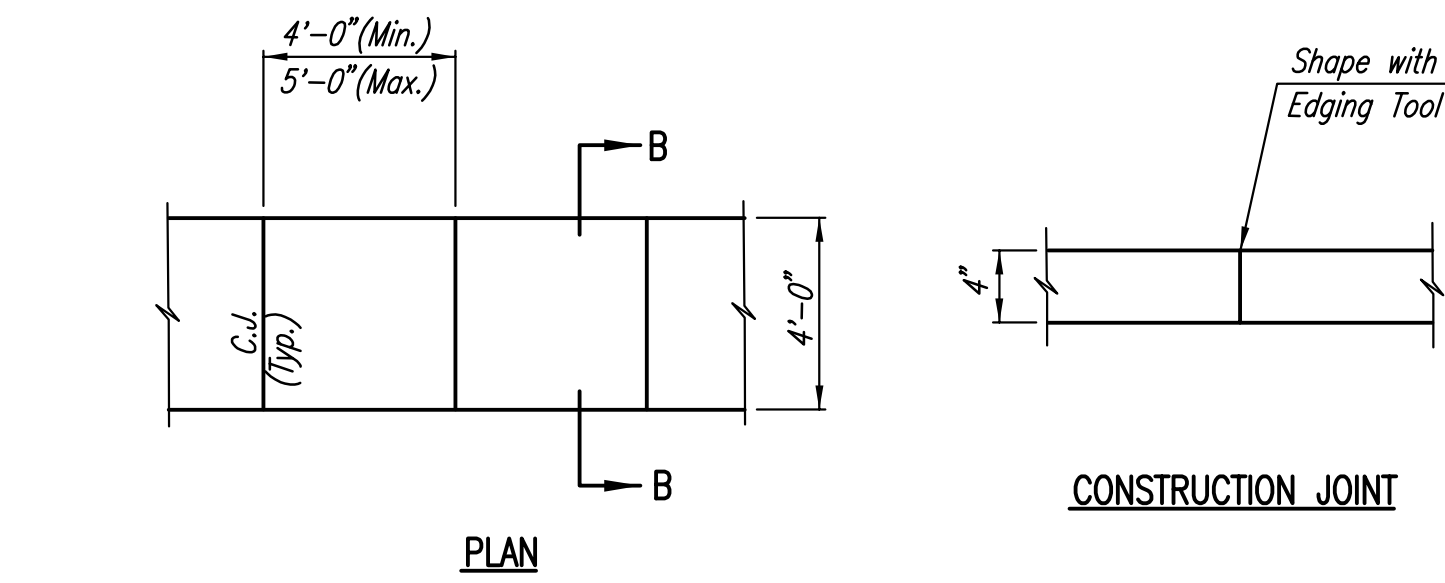 4'-0"(Min.)
5'-0"(Max.)
B
C.J.
(Typ.)
4'-0"
B
PLAN
Shape with
Edging Tool
4"
CONSTRUCTION JOINT